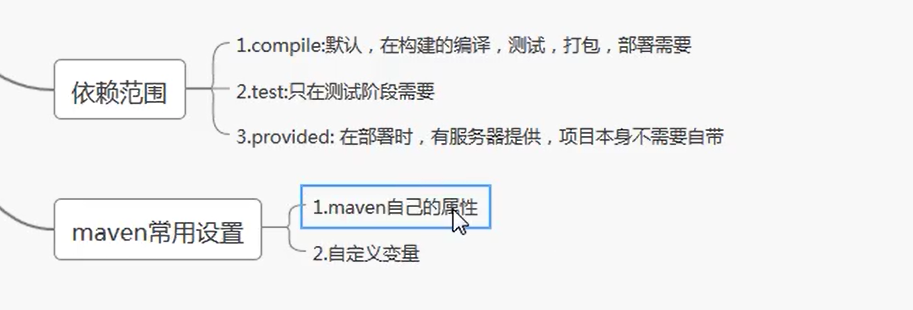 依赖范围
1.compile:默认，在构建的编译，测试，打包，部署需要
2.test:只在测试阶段需要
3.provided: 在部署时，有服务器提供，项目本身不需要自带
maven常用设置
1.maven自己的属性
2.自定义变量